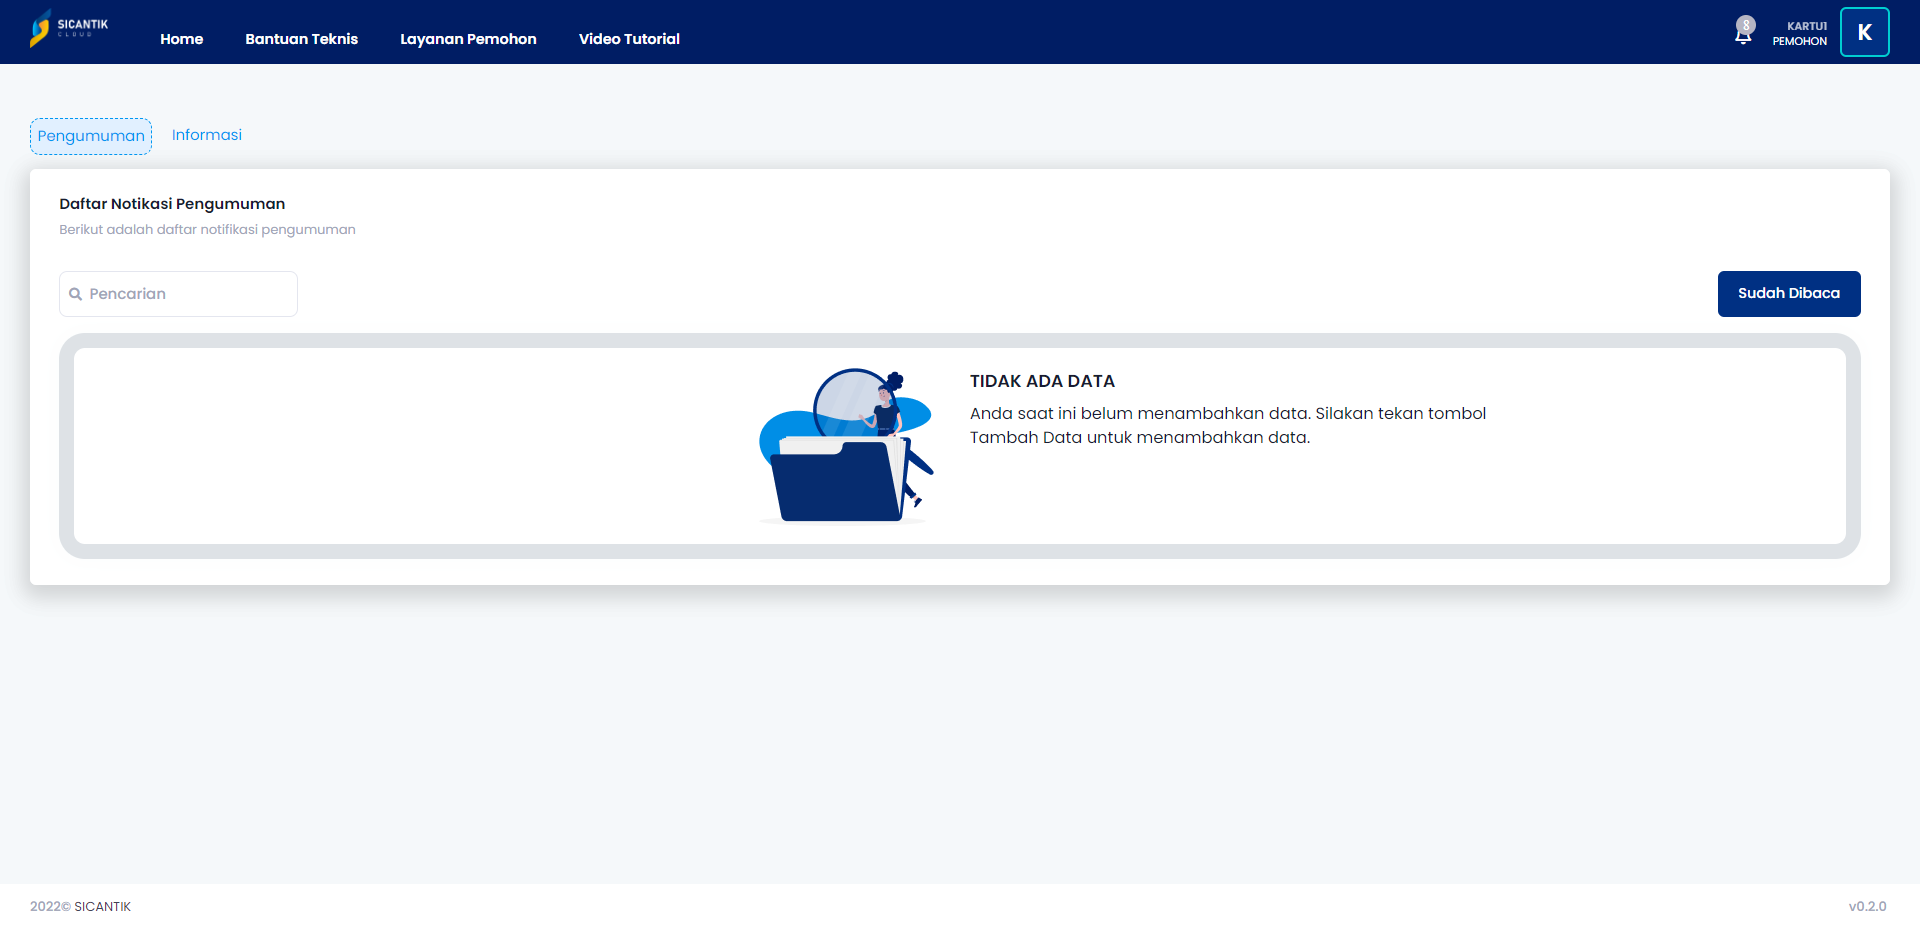 SICANTIK
CLOUD
Home
Bantuan Teknis
Layanan Pemohon
Video Tutorial
8
KARTU1
PEMOHON
K
Pengumuman
Informasi
Daftar Notikasi Pengumuman
Berikut adalah daftar notifikasi pengumuman
Pencarian
Sudah Dibaca
TIDAK ADA DATA
Anda saat ini belum menambahkan data. Silakan tekan tombol
Tambah Data untuk menambahkan data.
2022© SICANTIK
v0.2.0